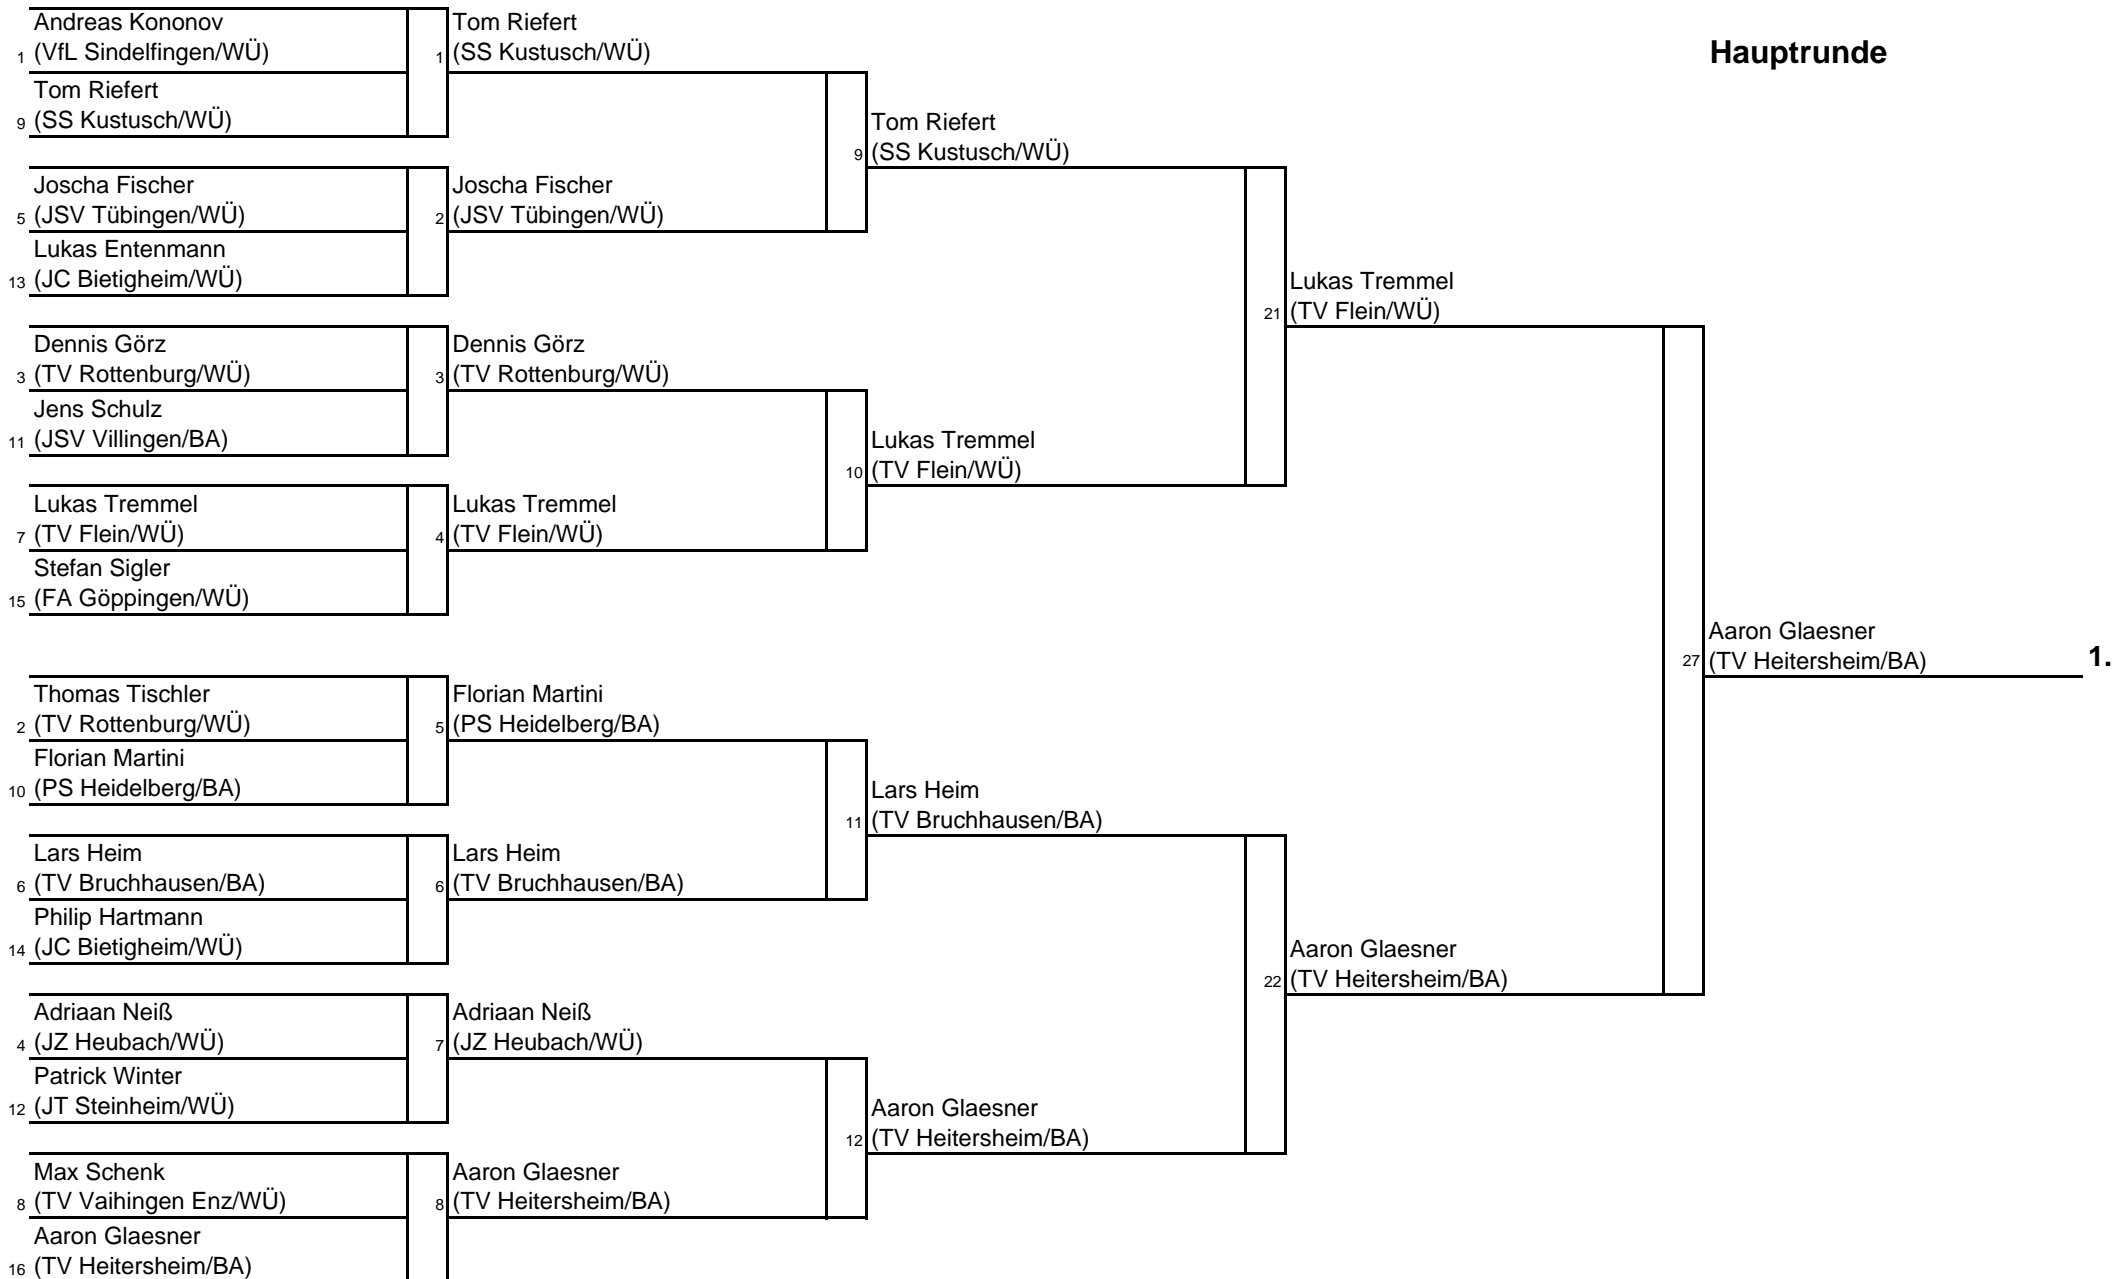 Hauptrunde
Andreas Kononov
1 (VfL Sindelfingen/WÜ)
Tom Riefert
9 (SS Kustusch/WÜ)
Joscha Fischer
5 (JSV Tübingen/WÜ)
Lukas Entenmann
13 (JC Bietigheim/WÜ)
Dennis Görz
3 (TV Rottenburg/WÜ)
Jens Schulz
11 (JSV Villingen/BA)
Lukas Tremmel
7 (TV Flein/WÜ)
Stefan Sigler
15 (FA Göppingen/WÜ)
Thomas Tischler
2 (TV Rottenburg/WÜ)
Florian Martini
10 (PS Heidelberg/BA)
Lars Heim
6 (TV Bruchhausen/BA)
Philip Hartmann
14 (JC Bietigheim/WÜ)
Adriaan Neiß
4 (JZ Heubach/WÜ)
Patrick Winter
12 (JT Steinheim/WÜ)
Max Schenk
8 (TV Vaihingen Enz/WÜ)
Aaron Glaesner
16 (TV Heitersheim/BA)
Tom Riefert
1 (SS Kustusch/WÜ)
Joscha Fischer
2 (JSV Tübingen/WÜ)
Dennis Görz
3 (TV Rottenburg/WÜ)
Lukas Tremmel
4 (TV Flein/WÜ)
Florian Martini
5 (PS Heidelberg/BA)
Lars Heim
6 (TV Bruchhausen/BA)
Adriaan Neiß
7 (JZ Heubach/WÜ)
Aaron Glaesner
8 (TV Heitersheim/BA)
Tom Riefert
9 (SS Kustusch/WÜ)
Lukas Tremmel
10 (TV Flein/WÜ)
Lars Heim
11 (TV Bruchhausen/BA)
Aaron Glaesner
12 (TV Heitersheim/BA)
Lukas Tremmel
21 (TV Flein/WÜ)
Aaron Glaesner
22 (TV Heitersheim/BA)
Aaron Glaesner
27 (TV Heitersheim/BA) 1.